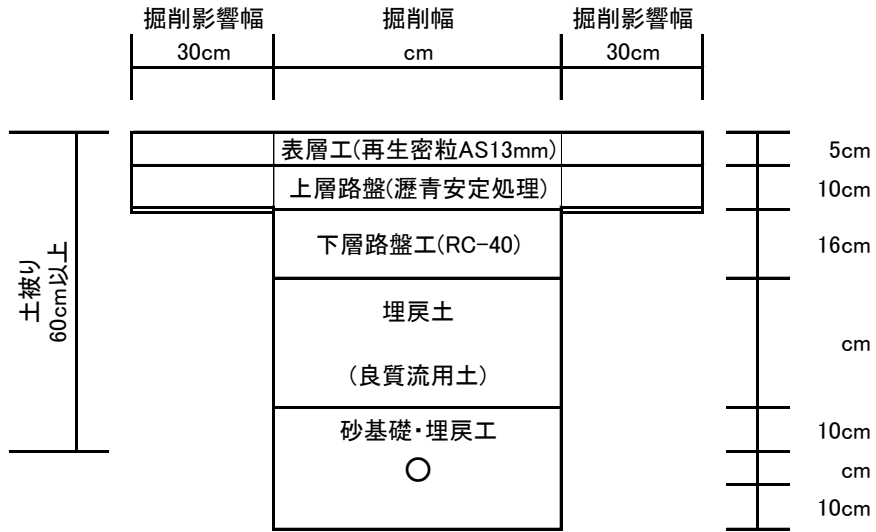 掘削影響幅 掘削幅 掘削影響幅
30cm cm 30cm
表層工(再生密粒AS13mm) 5cm
上層路盤(瀝青安定処理) 10cm
下層路盤工(RC-40) 16cm
土被り
60cm以上
埋戻土
cm
(良質流用土)
砂基礎・埋戻工 10cm
cm
10cm